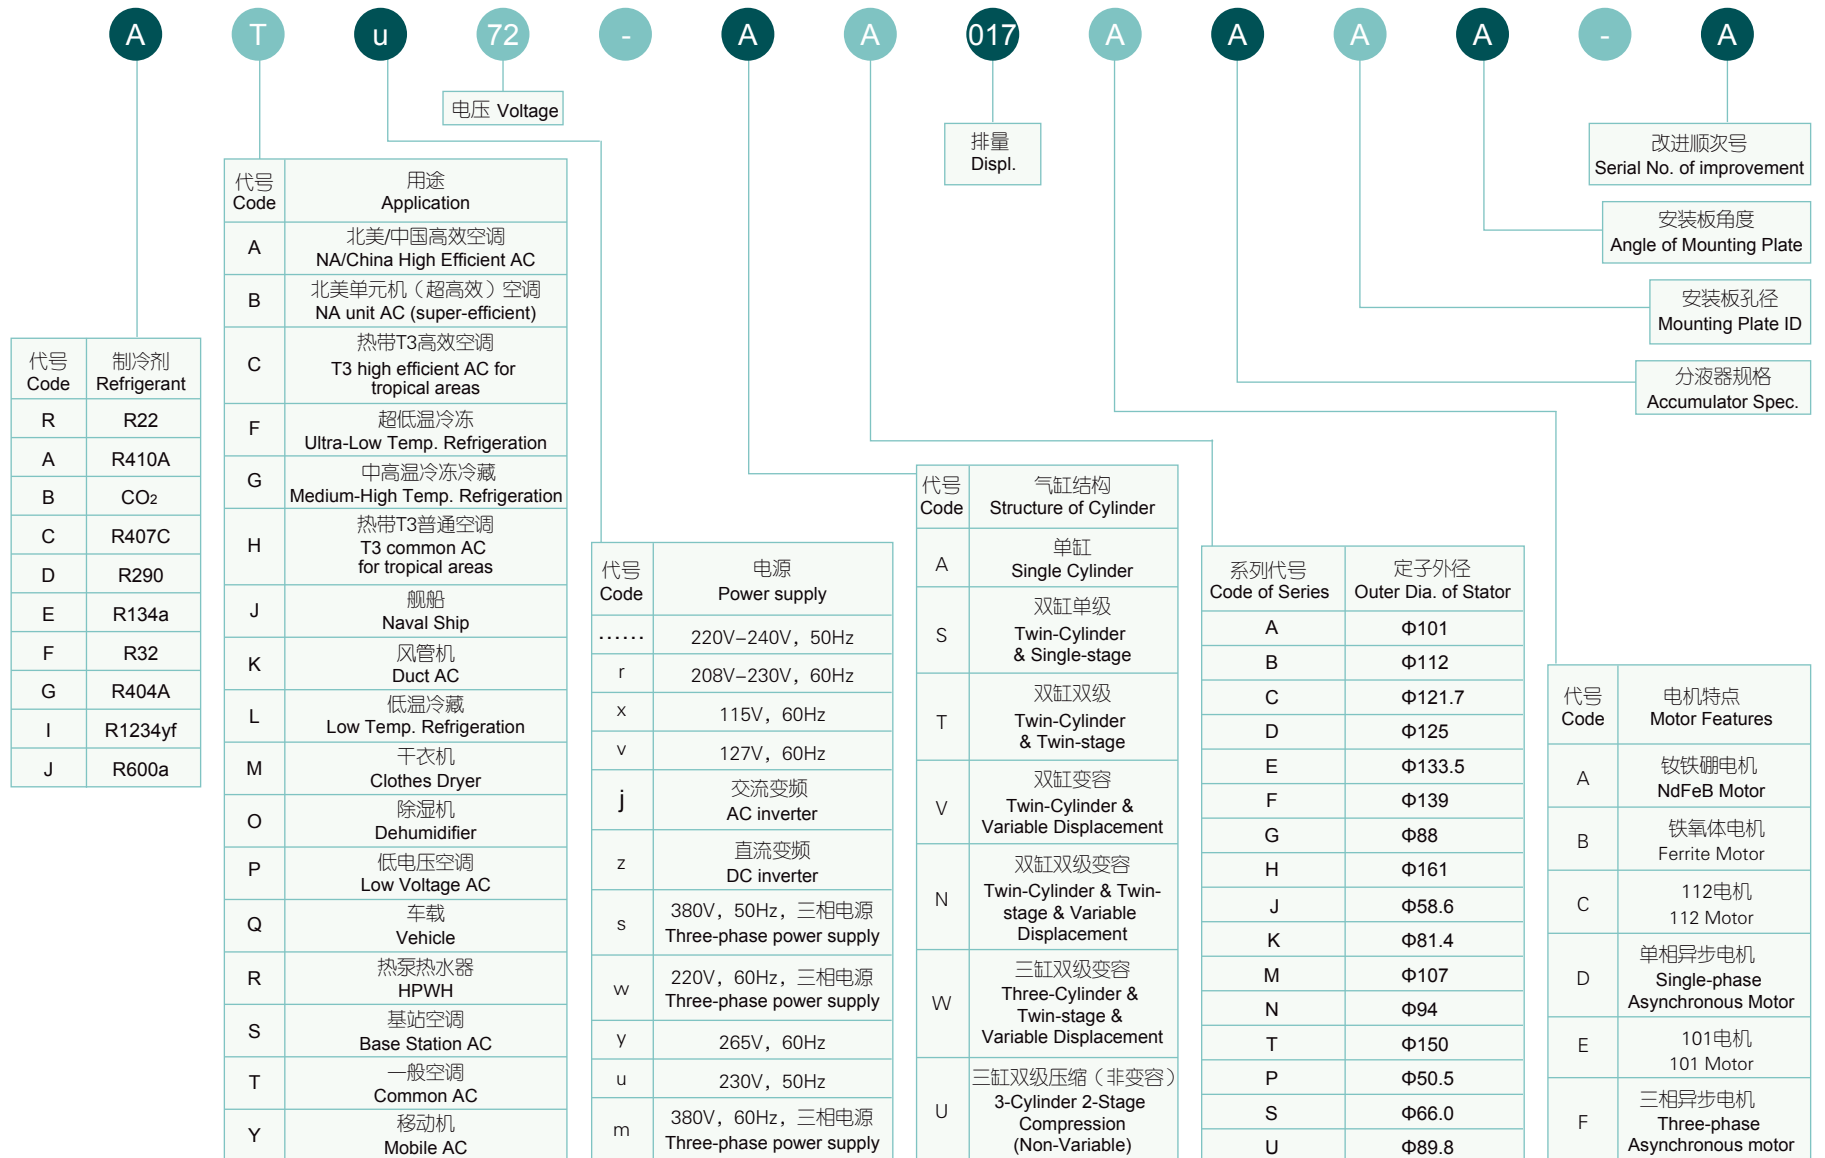 A T u 72 - A A 017 A A A A - A
电压 Voltage
排量
Displ.
改进顺次号
Serial No. of improvement
安装板角度
Angle of Mounting Plate
安装板孔径
Mounting Plate ID
分液器规格
Accumulator Spec.
代号 制冷剂
Code Refrigerant
R R22
A R410A
B CO2
C R407C
D R290
E R134a
F R32
G R404A
I R1234yf
J R600a
代号 用途
Code Application
A 北美/中国高效空调
NA/China High Efficient AC
B 北美单元机（超高效）空调
NA unit AC (super-efficient)
C 热带T3高效空调
T3 high efficient AC for
tropical areas
F 超低温冷冻
Ultra-Low Temp. Refrigeration
G 中高温冷冻冷藏
Medium-High Temp. Refrigeration
H 热带T3普通空调
T3 common AC
for tropical areas
J 舰船
Naval Ship
K 风管机
Duct AC
L 低温冷藏
Low Temp. Refrigeration
M 干衣机
Clothes Dryer
O 除湿机
Dehumidifier
P 低电压空调
Low Voltage AC
Q 车载
Vehicle
R 热泵热水器
HPWH
S 基站空调
Base Station AC
T 一般空调
Common AC
Y 移动机
Mobile AC
代号 电源
Code Power supply
…… 220V–240V, 50Hz
r 208V–230V, 60Hz
x 115V, 60Hz
v 127V, 60Hz
j 交流变频
AC inverter
z 直流变频
DC inverter
s 380V, 50Hz, 三相电源
Three-phase power supply
w 220V, 60Hz, 三相电源
Three-phase power supply
y 265V, 60Hz
u 230V, 50Hz
m 380V, 60Hz, 三相电源
Three-phase power supply
代号 气缸结构
Code Structure of Cylinder
A 单缸
Single Cylinder
S 双缸单级
Twin-Cylinder
& Single-stage
T 双缸双级
Twin-Cylinder
& Twin-stage
V 双缸变容
Twin-Cylinder &
Variable Displacement
N 双缸双级变容
Twin-Cylinder & Twin-
stage & Variable
Displacement
W 三缸双级变容
Three-Cylinder &
Twin-stage &
Variable Displacement
U 三缸双级压缩（非变容）
3-Cylinder 2-Stage
Compression
(Non-Variable)
系列代号 定子外径
Code of Series Outer Dia. of Stator
A Φ101
B Φ112
C Φ121.7
D Φ125
E Φ133.5
F Φ139
G Φ88
H Φ161
J Φ58.6
K Φ81.4
M Φ107
N Φ94
T Φ150
P Φ50.5
S Φ66.0
U Φ89.8
代号 电机特点
Code Motor Features
A 钕铁硼电机
NdFeB Motor
B 铁氧体电机
Ferrite Motor
C 112电机
112 Motor
D 单相异步电机
Single-phase
Asynchronous Motor
E 101电机
101 Motor
F 三相异步电机
Three-phase
Asynchronous motor